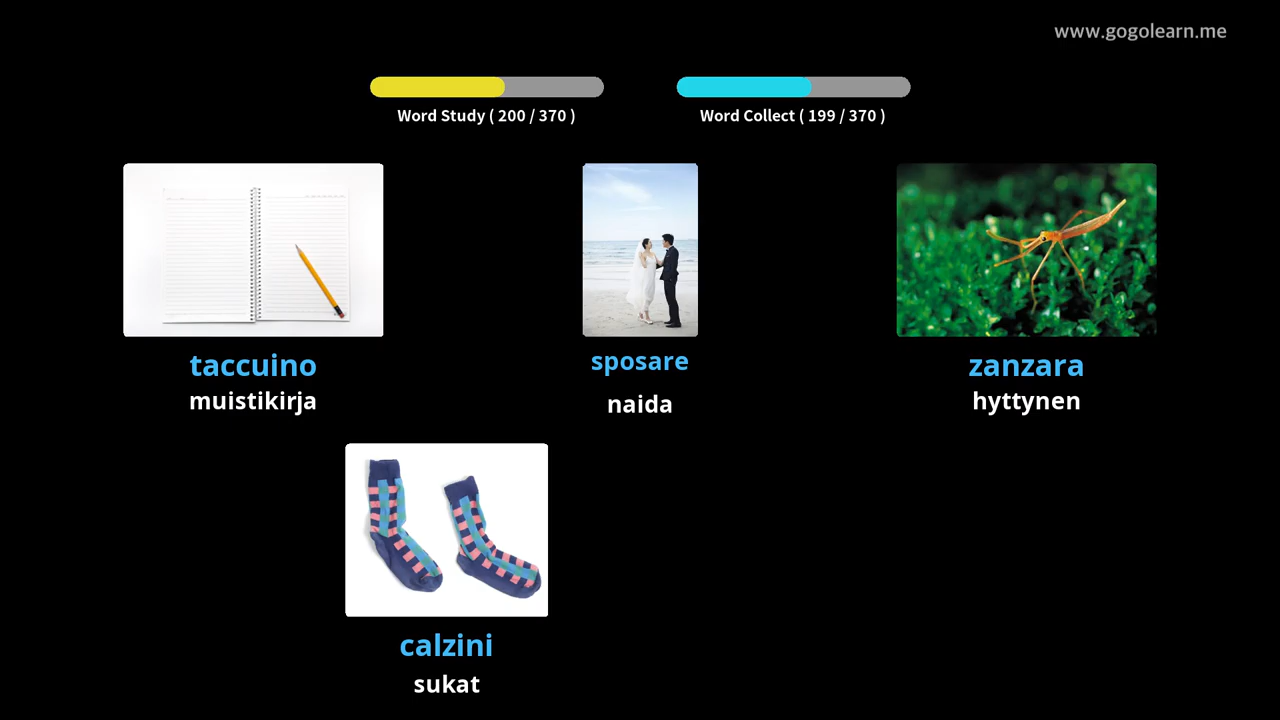 www.gogolearn.me
Word Study ( 200 / 370 )
Word Collect ( 199 / 370 )
taccuino
muistikirja
sposare
naida
zanzara
hyttynen
calzini
sukat